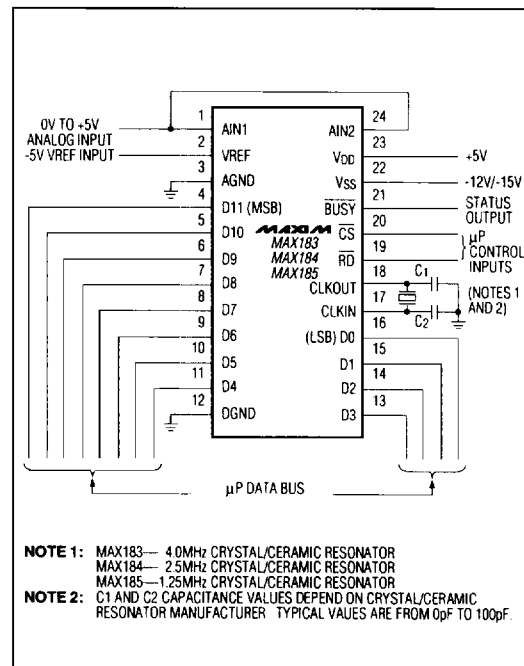 1
24
0V TO +5V
ANALOG INPUT
AIN1
AIN2
2
23
-5V VREF INPUT
VREF
VDD
+5V
3
22
AGND
VSS
-12V/-15V
4
21
D11 (MSB)
BUSY
STATUS
OUTPUT
5
20
D10
MAXIM
CS
6
19
D9
MAX183
MAX184
MAX185
RD
µP
CONTROL
INPUTS
7
18
D8
CLKOUT
C1
8
17
D7
CLKIN
C2
(NOTES 1
AND 2)
9
16
D6
(LSB) D0
10
15
D5
D1
11
14
D4
D2
12
13
DGND
D3
µP DATA BUS
NOTE 1: MAX183— 4.0MHz CRYSTAL/CERAMIC RESONATOR
MAX184— 2.5MHz CRYSTAL/CERAMIC RESONATOR
MAX185—1.25MHz CRYSTAL/CERAMIC RESONATOR
NOTE 2: C1 AND C2 CAPACITANCE VALUES DEPEND ON CRYSTAL/CERAMIC
RESONATOR MANUFACTURER TYPICAL VAUES ARE FROM 0pF TO 100pF.